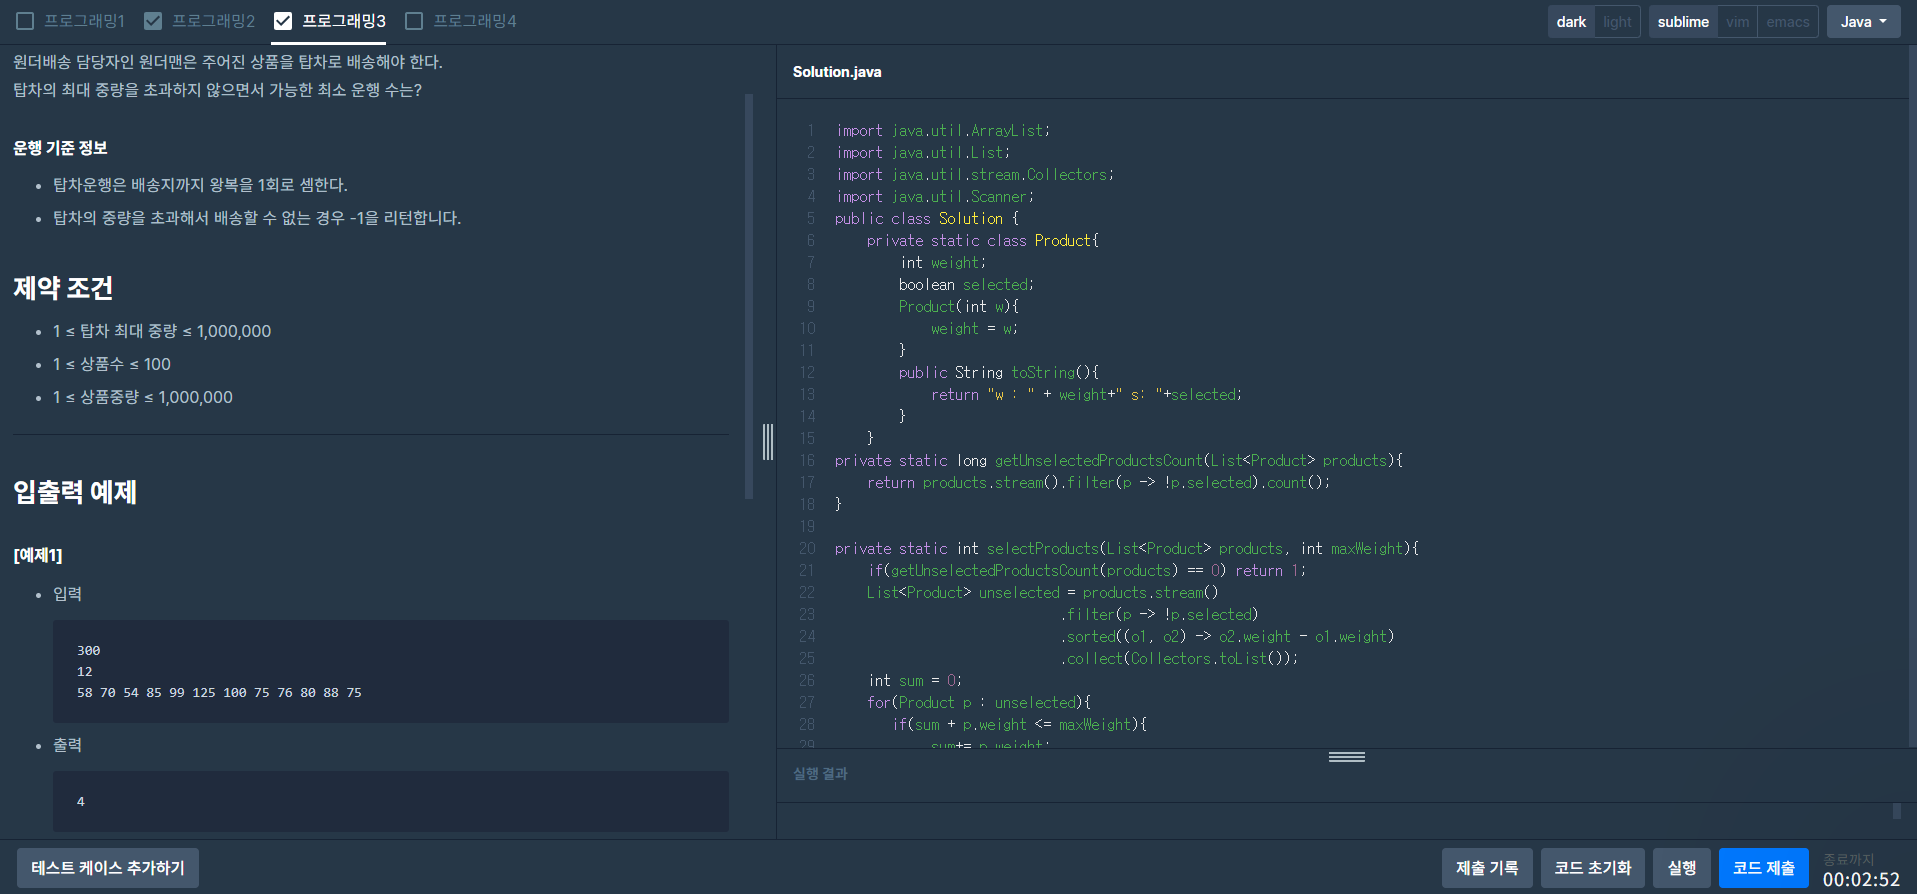 프로그래밍1 프로그래밍2 프로그래밍3 프로그래밍4
dark light sublime vim emacs Java
원더배송 담당자인 원더맨은 주어진 상품을 탑차로 배송해야 한다.
탑차의 최대 중량을 초과하지 않으면서 가능한 최소 운행 수는?
운행 기준 정보
탑차운행은 배송지까지 왕복을 1회로 셈한다.
탑차의 중량을 초과해서 배송할 수 없는 경우 -1을 리턴합니다.
제약 조건
1 ≤ 탑차 최대 중량 ≤ 1,000,000
1 ≤ 상품수 ≤ 100
1 ≤ 상품중량 ≤ 1,000,000
입출력 예제
[예제1]
입력
300
12
58 70 54 85 99 125 100 75 76 80 88 75
출력
4
Solution.java
1 import java.util.ArrayList;
2 import java.util.List;
3 import java.util.stream.Collectors;
4 import java.util.Scanner;
5 public class Solution {
6 private static class Product{
7 int weight;
8 boolean selected;
9 Product(int w){
10 weight = w;
11 }
12 public String toString(){
13 return "w : " + weight+" s: "+selected;
14 }
15 }
16 private static long getUnselectedProductsCount(List<Product> products){
17 return products.stream().filter(p -> !p.selected).count();
18 }
19
20 private static int selectProducts(List<Product> products, int maxWeight){
21 if(getUnselectedProductsCount(products) == 0) return 1;
22 List<Product> unselected = products.stream()
23 .filter(p -> !p.selected)
24 .sorted((o1, o2) -> o2.weight - o1.weight)
25 .collect(Collectors.toList());
26 int sum = 0;
27 for(Product p : unselected){
28 if(sum + p.weight <= maxWeight){
29 sum+= p.weight;
실행 결과
테스트 케이스 추가하기
제출 기록 코드 초기화 실행 코드 제출
종료까지
00:02:52